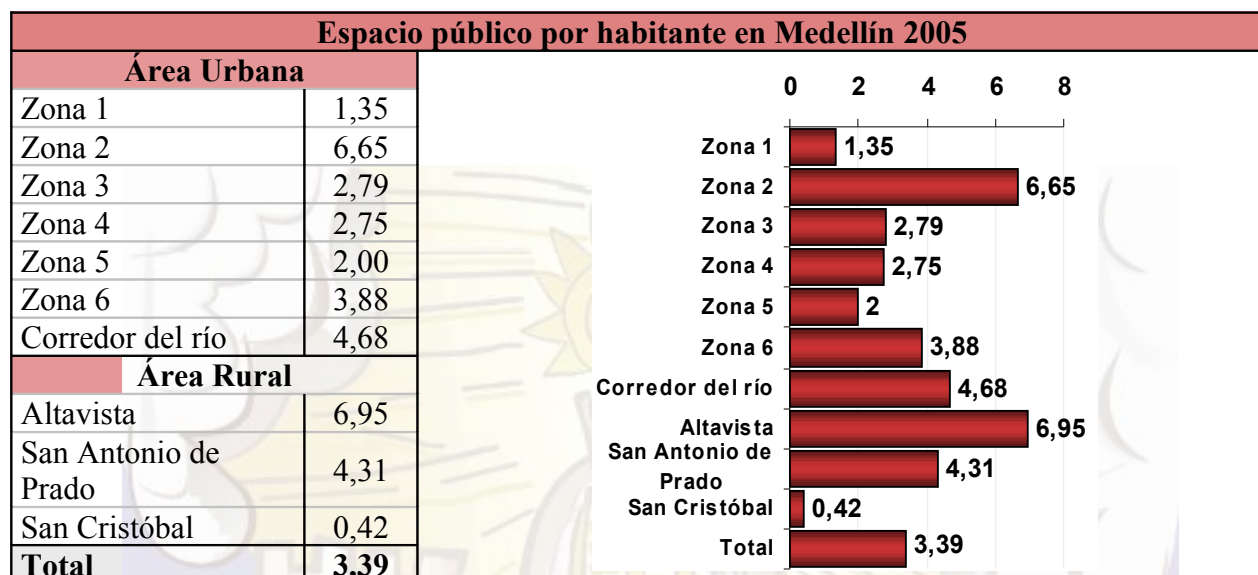 Espacio público por habitante en Medellín 2005
Área Urbana
Zona 1 1,35
Zona 2 6,65
Zona 3 2,79
Zona 4 2,75
Zona 5 2,00
Zona 6 3,88
Corredor del río 4,68
Área Rural
Altavista 6,95
San Antonio de
Prado 4,31
San Cristóbal 0,42
Total 3,39
0 2 4 6 8
Zona 1 1,35
Zona 2 6,65
Zona 3 2,79
Zona 4 2,75
Zona 5 2
Zona 6 3,88
Corredor del río 4,68
Altavista 6,95
San Antonio de
Prado 4,31
San Cristóbal 0,42
Total 3,39